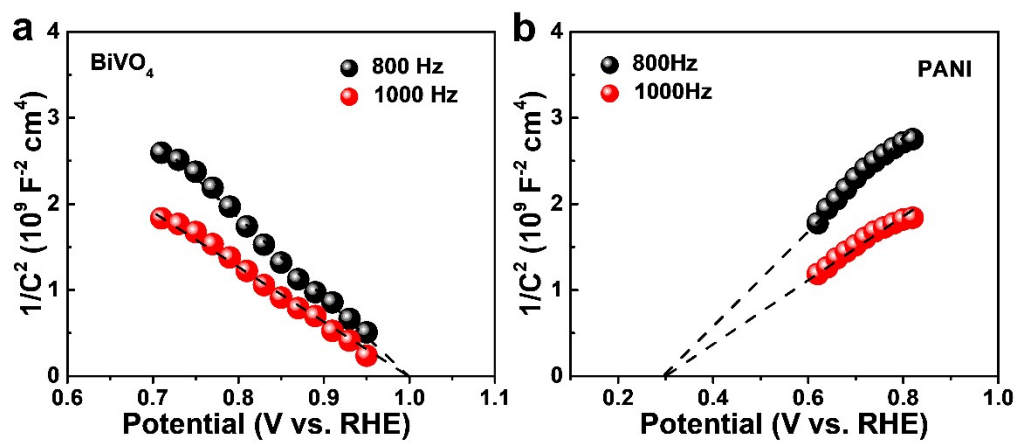 a
BiVO₄
800 Hz
1000 Hz
1/C² (10⁹ F⁻² cm⁴)
4
3
2
1
0
0.6 0.7 0.8 0.9 1.0 1.1
Potential (V vs. RHE)
b
PANI
800Hz
1000Hz
1/C² (10⁹ F⁻² cm⁴)
4
3
2
1
0
0.2 0.4 0.6 0.8 1.0
Potential (V vs. RHE)